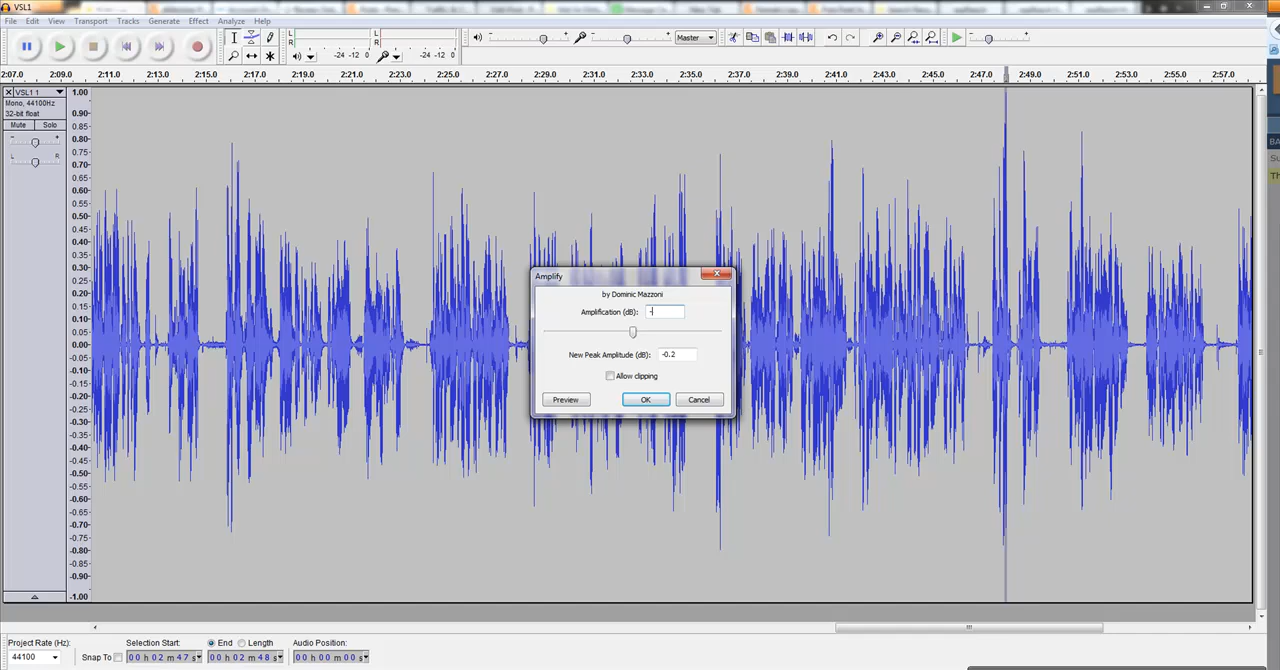 VSL1
File Edit View Transport Tracks Generate Effect Analyze Help
L
R
-24 -12 0
L
R
-24 -12 0
Master
2:07.0 2:09.0 2:11.0 2:13.0 2:15.0 2:17.0 2:19.0 2:21.0 2:23.0 2:25.0 2:27.0 2:29.0 2:31.0 2:33.0 2:35.0 2:37.0 2:39.0 2:41.0 2:43.0 2:45.0 2:47.0 2:49.0 2:51.0 2:53.0 2:55.0 2:57.0
VSL1 1
Mono, 44100Hz
32-bit float
Mute Solo
- +
L R
1.00
0.90
0.80
0.75
0.70
0.65
0.60
0.55
0.50
0.45
0.40
0.35
0.30
0.25
0.20
0.15
0.10
0.05
0.00
-0.05
-0.10
-0.15
-0.20
-0.25
-0.30
-0.35
-0.40
-0.45
-0.50
-0.55
-0.60
-0.65
-0.70
-0.75
-0.80
-0.85
-0.90
-1.00
Amplify
by Dominic Mazzoni
Amplification (dB): -
New Peak Amplitude (dB): -0.2
Allow clipping
Preview OK Cancel
Project Rate (Hz): Selection Start: End Length Audio Position:
44100 Snap To 00 h 02 m 47 s 00 h 02 m 48 s 00 h 00 m 00 s
BA
Su
Th